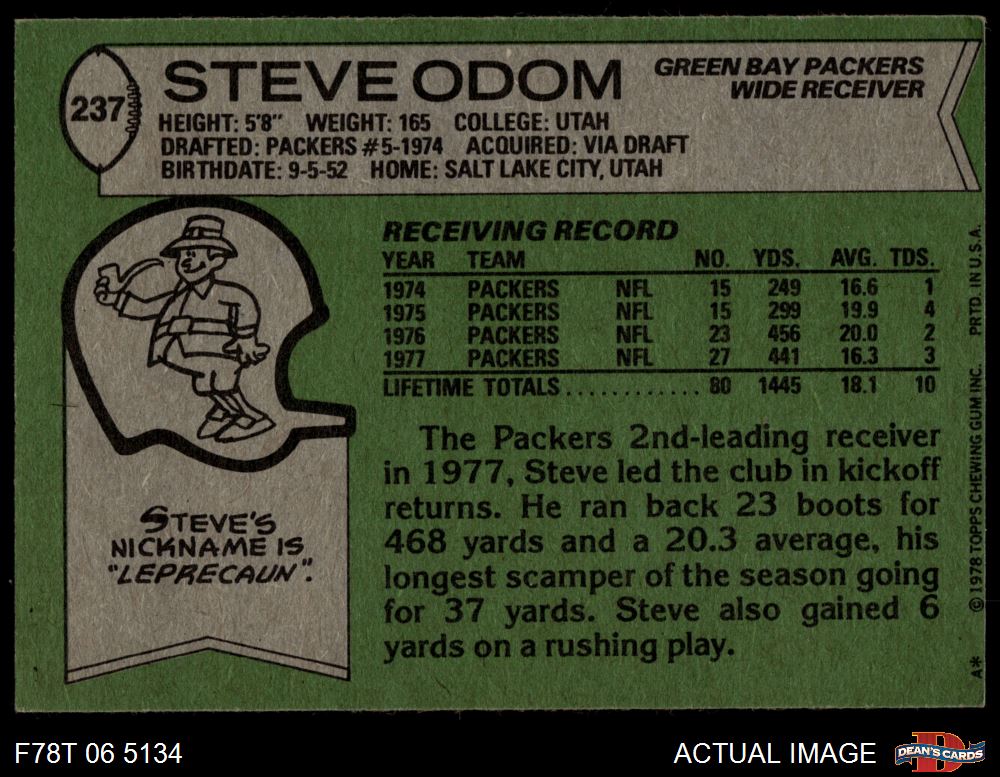 237
STEVE ODOM
GREEN BAY PACKERS
WIDE RECEIVER
HEIGHT: 5'8" WEIGHT: 165 COLLEGE: UTAH
DRAFTED: PACKERS #5-1974 ACQUIRED: VIA DRAFT
BIRTHDATE: 9-5-52 HOME: SALT LAKE CITY, UTAH
RECEIVING RECORD
YEAR TEAM NO. YDS. AVG. TDS.
1974 PACKERS NFL 15 249 16.6 1
1975 PACKERS NFL 15 299 19.9 4
1976 PACKERS NFL 23 456 20.0 2
1977 PACKERS NFL 27 441 16.3 3
LIFETIME TOTALS............ 80 1445 18.1 10
The Packers 2nd-leading receiver
in 1977, Steve led the club in kickoff
returns. He ran back 23 boots for
468 yards and a 20.3 average, his
longest scamper of the season going
for 37 yards. Steve also gained 6
yards on a rushing play.
STEVE'S
NICKNAME IS
"LEPRECAUN".
A* © 1978 TOPPS CHEWING GUM INC. PRTD. IN U.S.A.
F78T 06 5134
ACTUAL IMAGE
D
DEAN'S CARDS